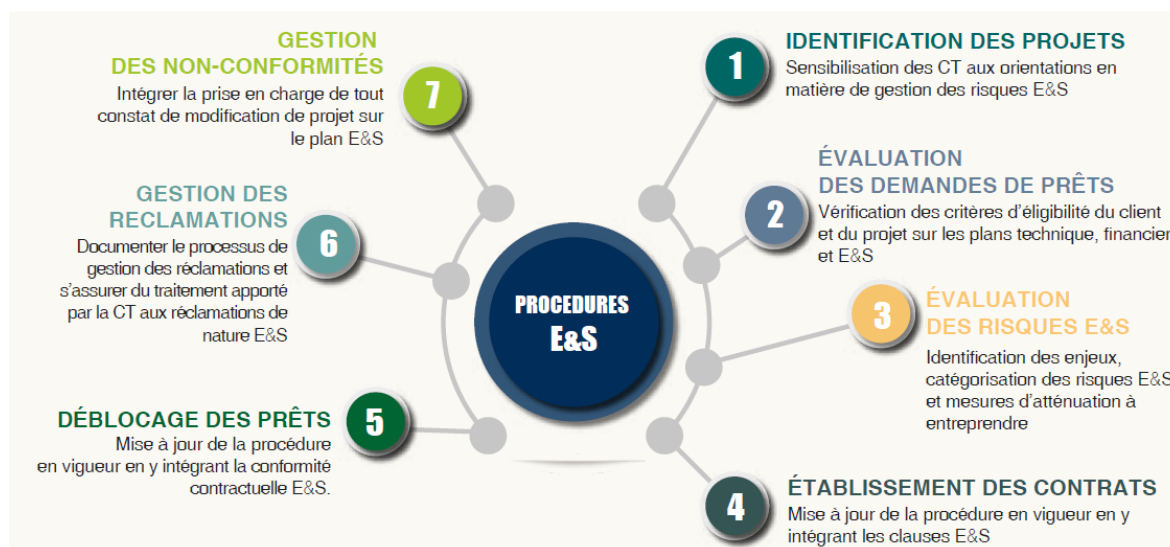 PROCEDURES
E&S
1
IDENTIFICATION DES PROJETS
Sensibilisation des CT aux orientations en
matière de gestion des risques E&S
2
ÉVALUATION
DES DEMANDES DE PRÊTS
Vérification des critères d'éligibilité du client
et du projet sur les plans technique, financier
et E&S
3
ÉVALUATION
DES RISQUES E&S
Identification des enjeux,
catégorisation des risques E&S
et mesures d'atténuation à
entreprendre
4
ÉTABLISSEMENT DES CONTRATS
Mise à jour de la procédure en vigueur en y
intégrant les clauses E&S
5
DÉBLOCAGE DES PRÊTS
Mise à jour de la procédure
en vigueur en y intégrant la conformité
contractuelle E&S.
6
GESTION DES
RECLAMATIONS
Documenter le processus de
gestion des réclamations et
s'assurer du traitement apporté
par la CT aux réclamations de
nature E&S
7
GESTION
DES NON-CONFORMITÉS
Intégrer la prise en charge de tout
constat de modification de projet sur
le plan E&S